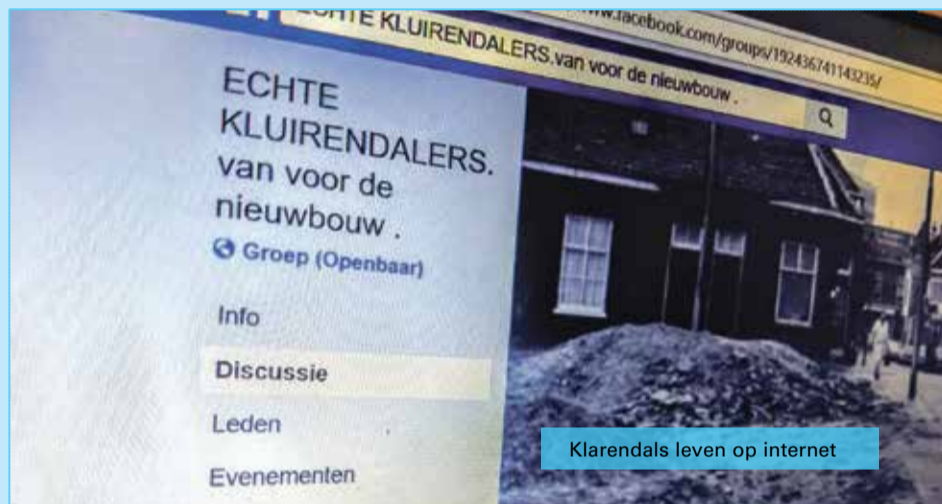 ECHTE KLUIRENDALERS.van voor de nieuwbouw .
www.facebook.com/groups/192436741143235/
ECHTE
KLUIRENDALERS.
van voor de
nieuwbouw .
Groep (Openbaar)
Info
Discussie
Leden
Evenementen
Klarendals leven op internet